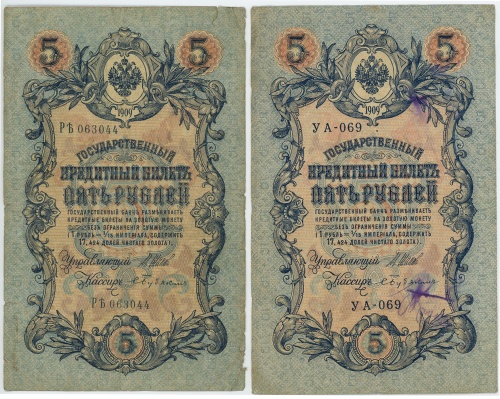 5 5
1909
РѢ 063044
ГОСУДАРСТВЕННЫЙ
КРЕДИТНЫЙ БИЛЕТЪ
ПЯТЬ РУБЛЕЙ
ГОСУДАРСТВЕННЫЙ БАНКЪ РАЗМѢНИВАЕТЪ
КРЕДИТНЫЕ БИЛЕТЫ НА ЗОЛОТУЮ МОНЕТУ
БЕЗЪ ОГРАНИЧЕНІЯ СУММЫ
(1 РУБЛЬ = 1/15 ИМПЕРІАЛА, СОДЕРЖИТЪ
17,424 ДОЛЕЙ ЧИСТАГО ЗОЛОТА).
Управляющій
Кассиръ
РѢ 063044
5
5 5
1909
УА-069
ГОСУДАРСТВЕННЫЙ
КРЕДИТНЫЙ БИЛЕТЪ
ПЯТЬ РУБЛЕЙ
ГОСУДАРСТВЕННЫЙ БАНКЪ РАЗМѢНИВАЕТЪ
КРЕДИТНЫЕ БИЛЕТЫ НА ЗОЛОТУЮ МОНЕТУ
БЕЗЪ ОГРАНИЧЕНІЯ СУММЫ
(1 РУБЛЬ = 1/15 ИМПЕРІАЛА, СОДЕРЖИТЪ
17,424 ДОЛЕЙ ЧИСТАГО ЗОЛОТА).
Управляющій
Кассиръ
УА-069
5